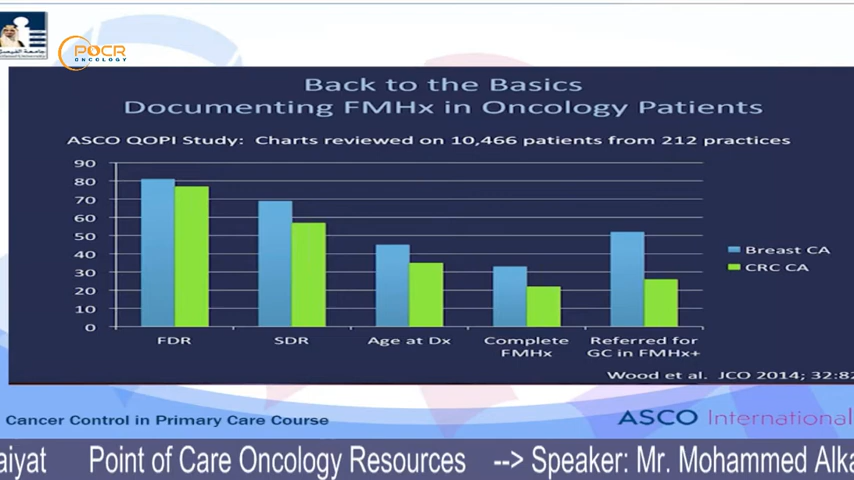 POCR
ONCOLOGY
Back to the Basics
Documenting FMHx in Oncology Patients
ASCO QOPI Study: Charts reviewed on 10,466 patients from 212 practices
90
80
70
60
50
40
30
20
10
0
FDR
SDR
Age at Dx
Complete
FMHx
Referred for
GC in FMHx+
Breast CA
CRC CA
Wood et al. JCO 2014; 32:82
Cancer Control in Primary Care Course
ASCO International
aiyat Point of Care Oncology Resources --> Speaker: Mr. Mohammed Alka